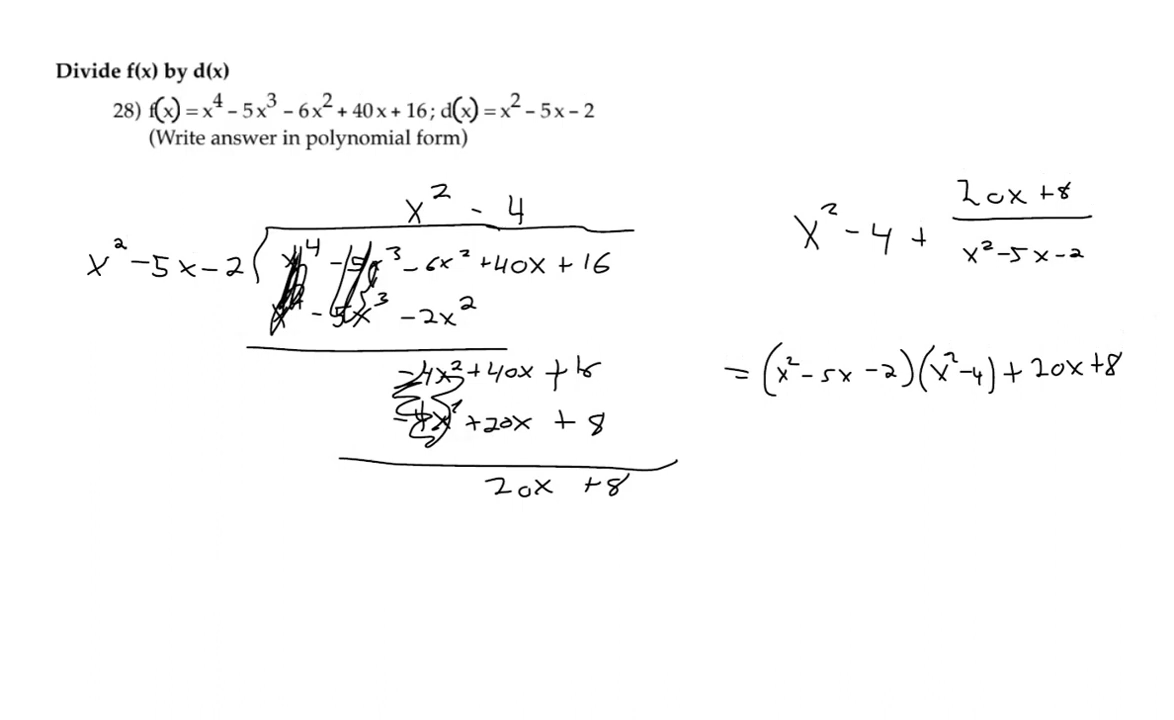 Divide f(x) by d(x)
28) f(x) = x⁴ - 5x³ - 6x² + 40x + 16; d(x) = x² - 5x - 2
(Write answer in polynomial form)
x² - 4
x² - 5x - 2
x⁴ - 5x³ - 6x² + 40x + 16
x⁴ - 5x³ - 2x²
-4x² + 40x + 16
-4x² + 20x + 8
20x + 8
x² - 4 + (20x + 8)/(x² - 5x - 2)
= (x² - 5x - 2)(x² - 4) + 20x + 8